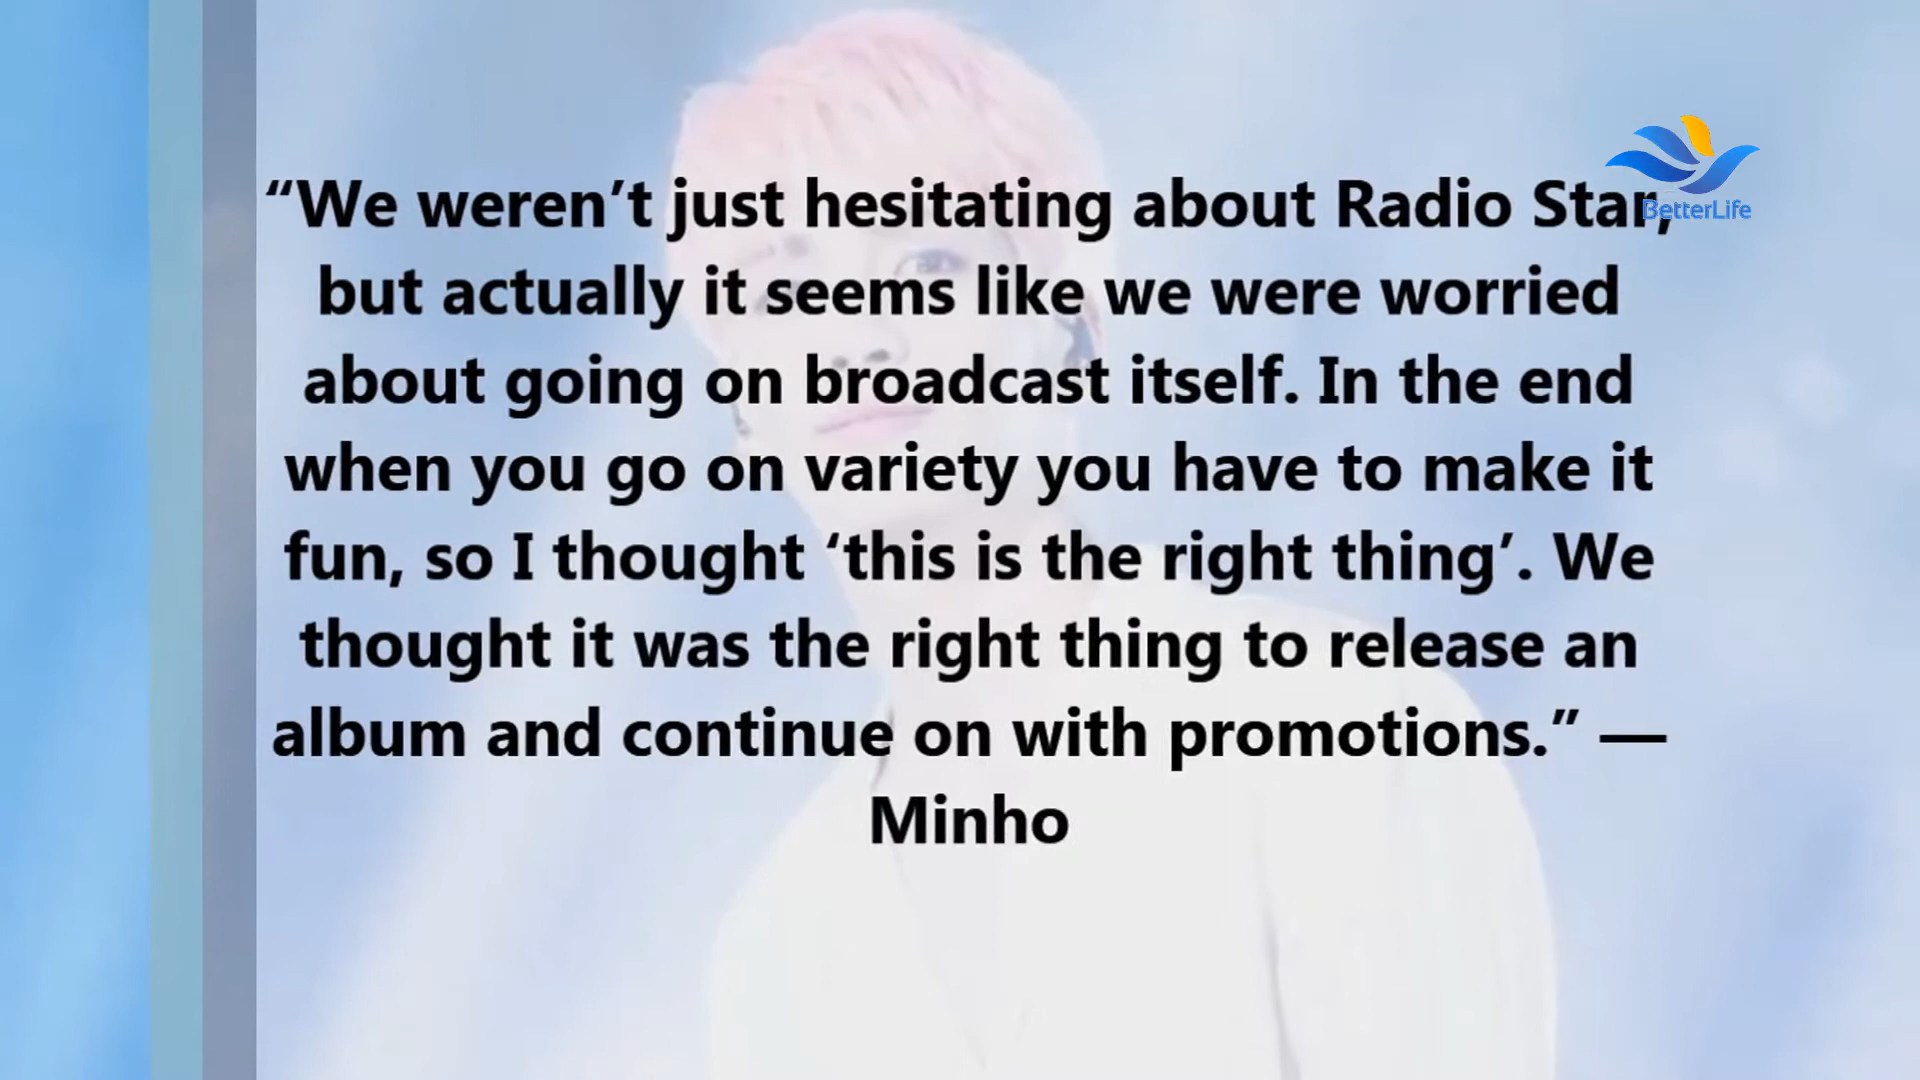 “We weren’t just hesitating about Radio Star,
BetterLife
but actually it seems like we were worried
about going on broadcast itself. In the end
when you go on variety you have to make it
fun, so I thought ‘this is the right thing’. We
thought it was the right thing to release an
album and continue on with promotions.” —
Minho